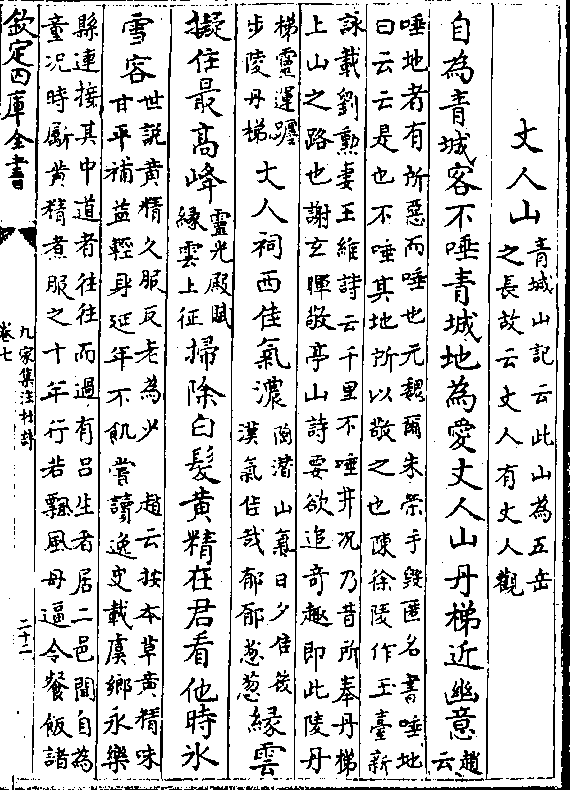 丈人山青城山記云此山為五岳
之長故云丈人有丈人觀
自為青城客不唾青城地為愛丈人山丹梯近幽意趙
云
唾地者有所惡而唾也元魏爾朱榮手毀匿名書唾地
曰云云是也不唾其地所以敬之也陳徐陵作玉臺新
詠載劉勲妻王維詩云千里不唾井况乃昔所奉丹梯
上山之路也謝玄暉敬亭山詩要欲追奇趣即此陵丹
梯靈運躧
步陵丹梯
丈人祠西佳氣濃陶潛山氣日夕佳後
漢氣佳哉郁郁葱葱
緣雲
擬住最高峰靈光殿賦
緣雲上征
掃除白髮黃精在君看他時氷
雪容世說黃精久服反老為少 趙云按本草黃精味
甘平補益輕身延年不飢嘗讀逸史載虞鄉永樂
縣連接其中道者往往而過有呂生者居二邑間自為
童况時斸黃精煮服之十年行若飄風母逼令餐飯諸
欽定四庫全書
九家集注杜詩
卷七
二十二